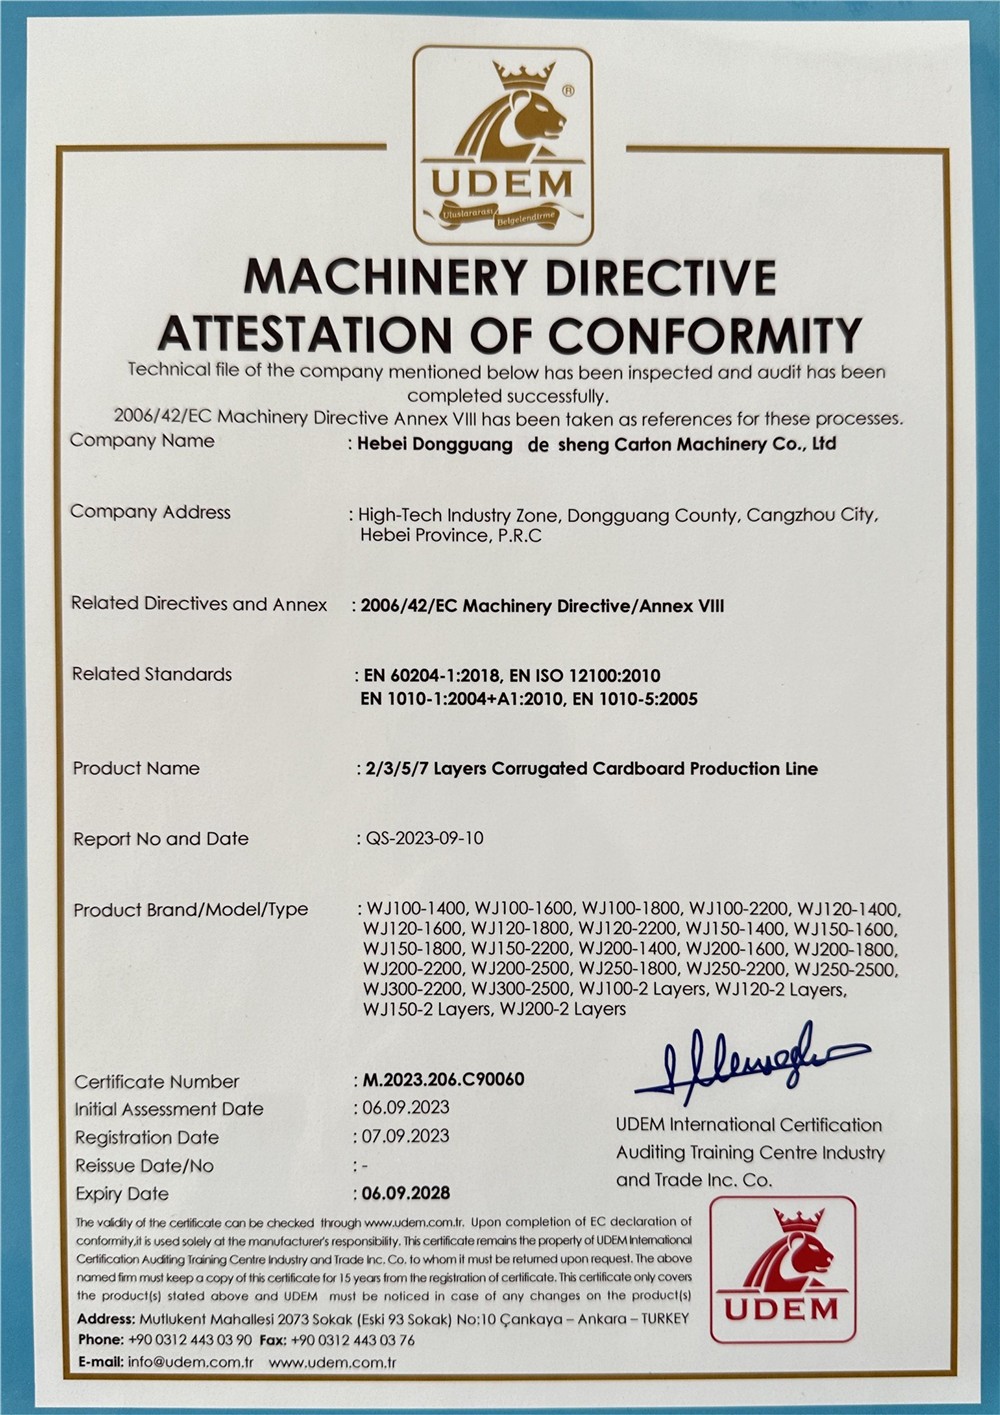 ®
UDEM
Uluslararası Belgelendirme
MACHINERY DIRECTIVE
ATTESTATION OF CONFORMITY
Technical file of the company mentioned below has been inspected and audit has been
completed successfully.
2006/42/EC Machinery Directive Annex VIII has been taken as references for these processes.
Company Name : Hebei Dongguang de sheng Carton Machinery Co., Ltd
Company Address : High-Tech Industry Zone, Dongguang County, Cangzhou City,
Hebei Province, P.R.C
Related Directives and Annex : 2006/42/EC Machinery Directive/Annex VIII
Related Standards : EN 60204-1:2018, EN ISO 12100:2010
EN 1010-1:2004+A1:2010, EN 1010-5:2005
Product Name : 2/3/5/7 Layers Corrugated Cardboard Production Line
Report No and Date : QS-2023-09-10
Product Brand/Model/Type : WJ100-1400, WJ100-1600, WJ100-1800, WJ100-2200, WJ120-1400,
WJ120-1600, WJ120-1800, WJ120-2200, WJ150-1400, WJ150-1600,
WJ150-1800, WJ150-2200, WJ200-1400, WJ200-1600, WJ200-1800,
WJ200-2200, WJ200-2500, WJ250-1800, WJ250-2200, WJ250-2500,
WJ300-2200, WJ300-2500, WJ100-2 Layers, WJ120-2 Layers,
WJ150-2 Layers, WJ200-2 Layers
Certificate Number : M.2023.206.C90060
Initial Assessment Date : 06.09.2023
Registration Date : 07.09.2023
Reissue Date/No : -
Expiry Date : 06.09.2028
UDEM International Certification
Auditing Training Centre Industry
and Trade Inc. Co.
The validity of the certificate can be checked through www.udem.com.tr. Upon completion of EC declaration of
conformity,it is used solely at the manufacturer's responsibility. This certificate remains the property of UDEM International
Certification Auditing Training Centre Industry and Trade Inc. Co. to whom it must be returned upon request. The above
named firm must keep a copy of this certificate for 15 years from the registration of certificate. This certificate only covers
the product(s) stated above and UDEM must be noticed in case of any changes on the product(s)
Address: Mutlukent Mahallesi 2073 Sokak (Eski 93 Sokak) No:10 Çankaya – Ankara – TURKEY
Phone: +90 0312 443 03 90 Fax: +90 0312 443 03 76
E-mail: info@udem.com.tr www.udem.com.tr
UDEM